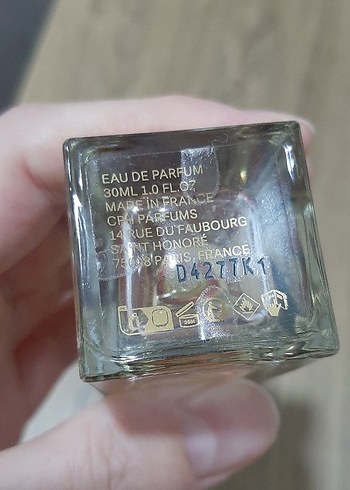 EAU DE PARFUM
30ML 1.0 FL.OZ
MADE IN FRANCE
PARFUMS
14 RUE DU FAUBOURG
SAINT HONORÉ
75008 PARIS, FRANCE
D4277K1
36M